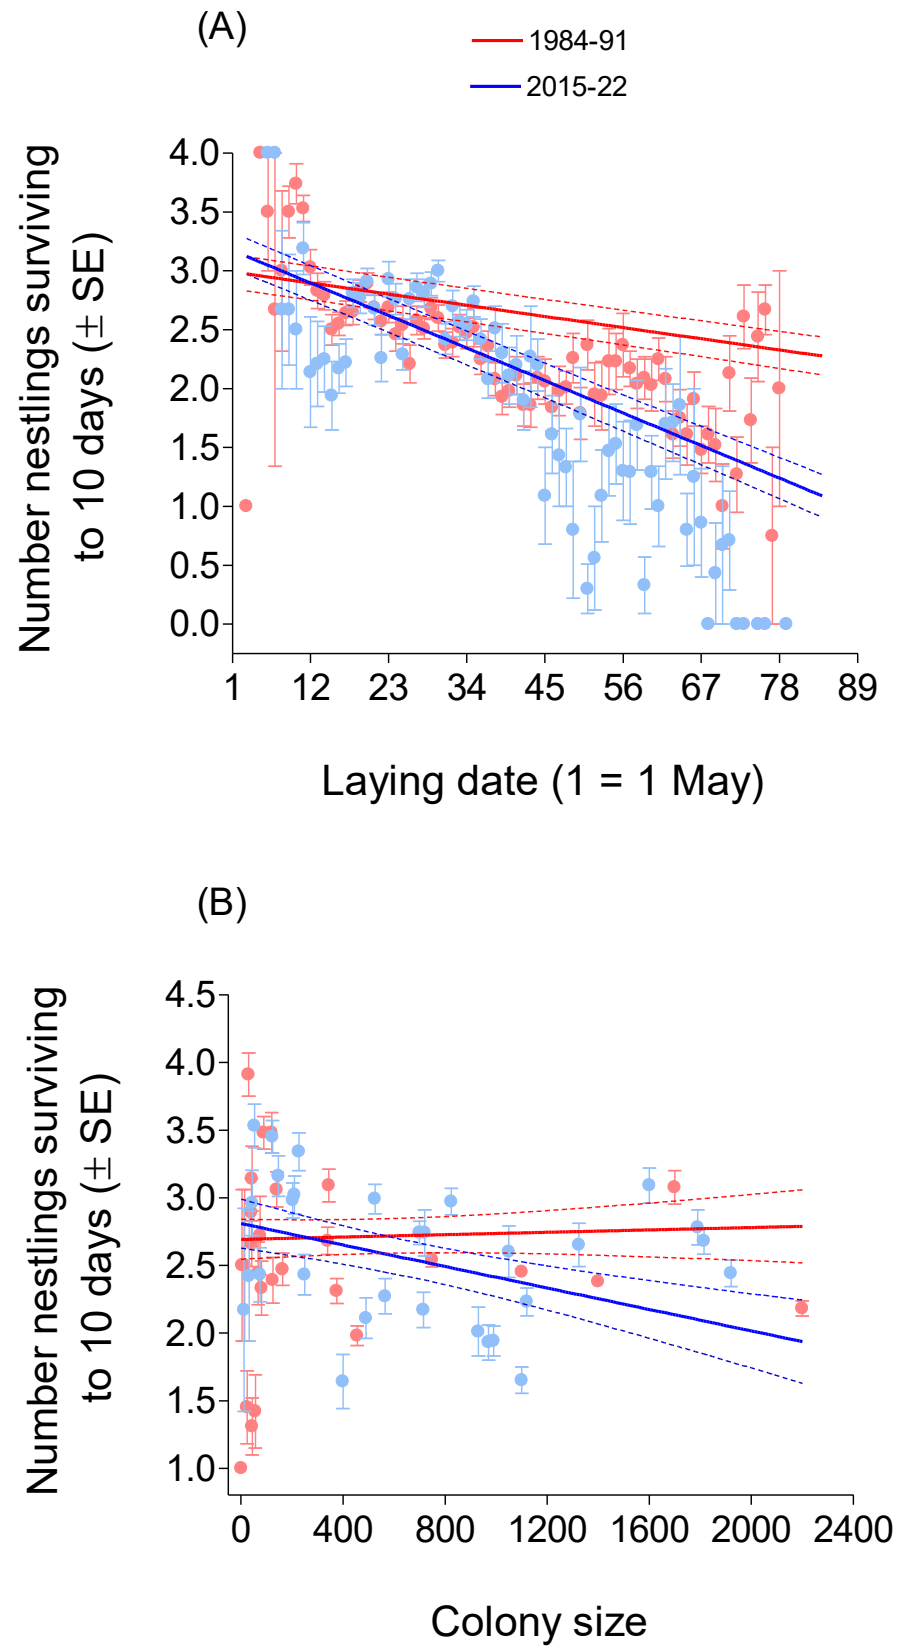 (A)
1984-91
2015-22
Number nestlings surviving
to 10 days (± SE)
4.0
3.5
3.0
2.5
2.0
1.5
1.0
0.5
0.0
1 12 23 34 45 56 67 78 89
Laying date (1 = 1 May)
(B)
Number nestlings surviving
to 10 days (± SE)
4.5
4.0
3.5
3.0
2.5
2.0
1.5
1.0
0 400 800 1200 1600 2000 2400
Colony size